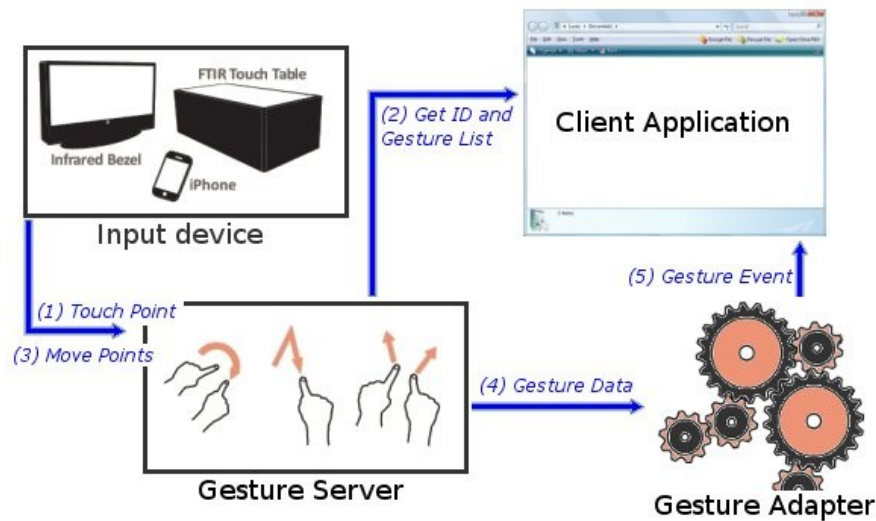 FTIR Touch Table
Infrared Bezel
iPhone
Input device
(2) Get ID and
Gesture List
Client Application
(1) Touch Point
(3) Move Points
(5) Gesture Event
(4) Gesture Data
Gesture Server
Gesture Adapter